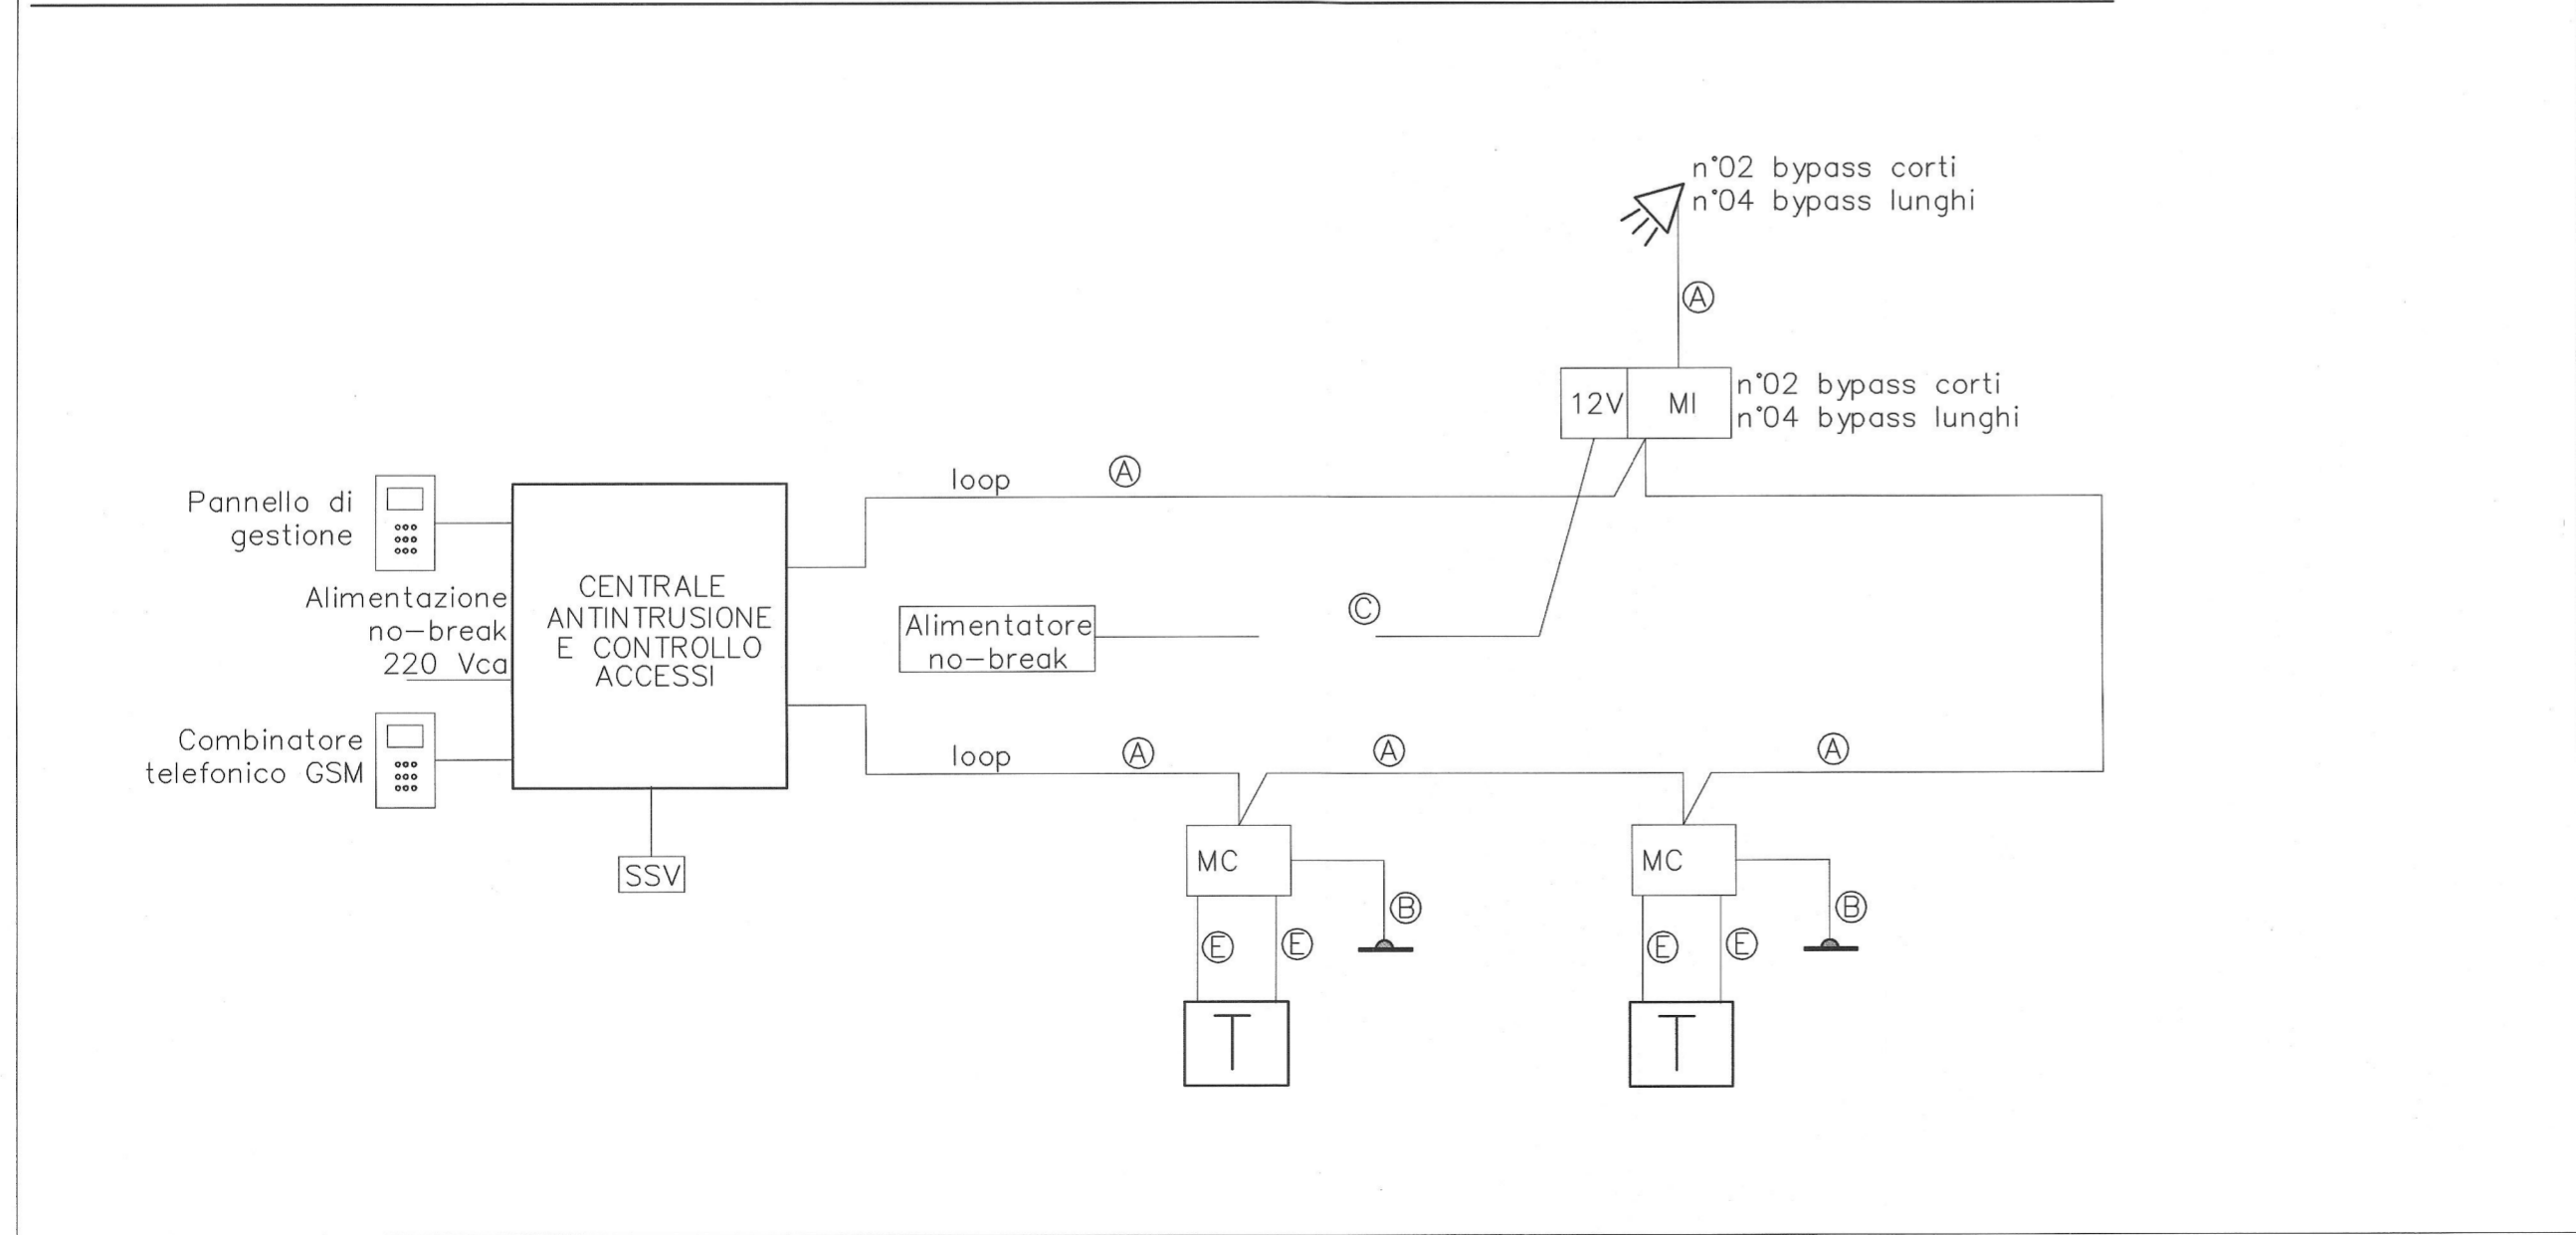 n°02 bypass corti
n°04 bypass lunghi
A
12V MI
n°02 bypass corti
n°04 bypass lunghi
Pannello di
gestione
loop
A
Alimentazione
no-break
220 Vca
CENTRALE
ANTINTRUSIONE
E CONTROLLO
ACCESSI
Alimentatore
no-break
C
Combinatore
telefonico GSM
loop
A
A
A
SSV
MC
MC
B
B
E
E
E
E
T
T